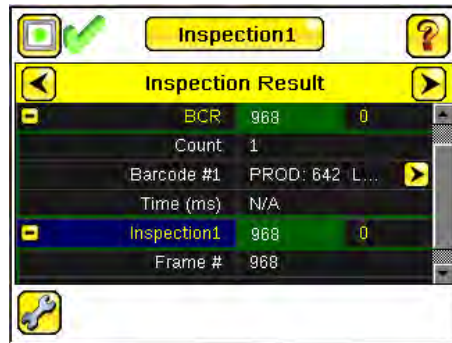 Inspection1
?
Inspection Result
BCR 968 0
Count 1
Barcode #1 PROD: 642 L...
Time (ms) N/A
Inspection1 968 0
Frame # 968